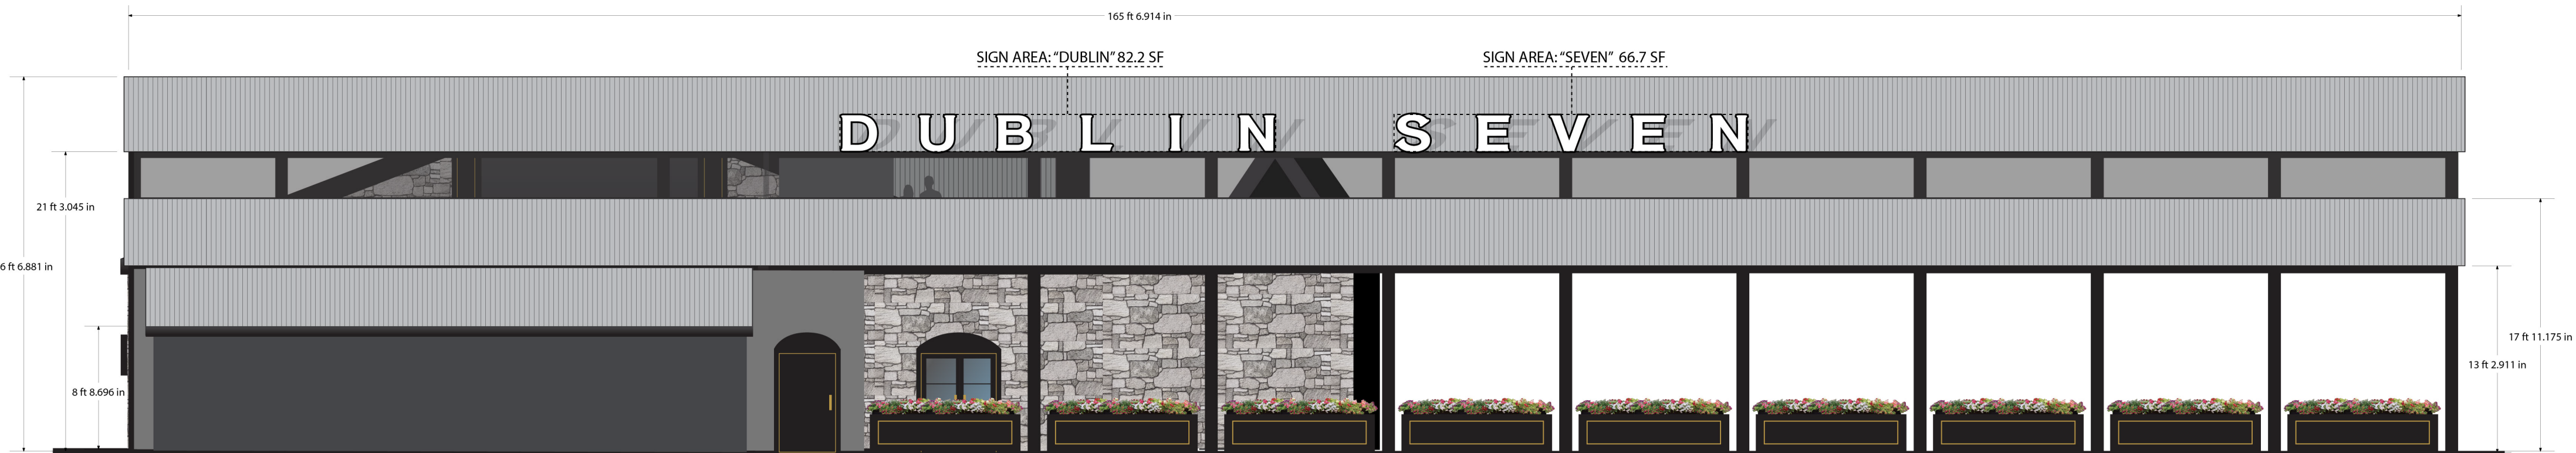 165 ft 6.914 in
SIGN AREA: “DUBLIN” 82.2 SF
SIGN AREA: “SEVEN” 66.7 SF
DUBLIN SEVEN
21 ft 3.045 in
6 ft 6.881 in
8 ft 8.696 in
17 ft 11.175 in
13 ft 2.911 in